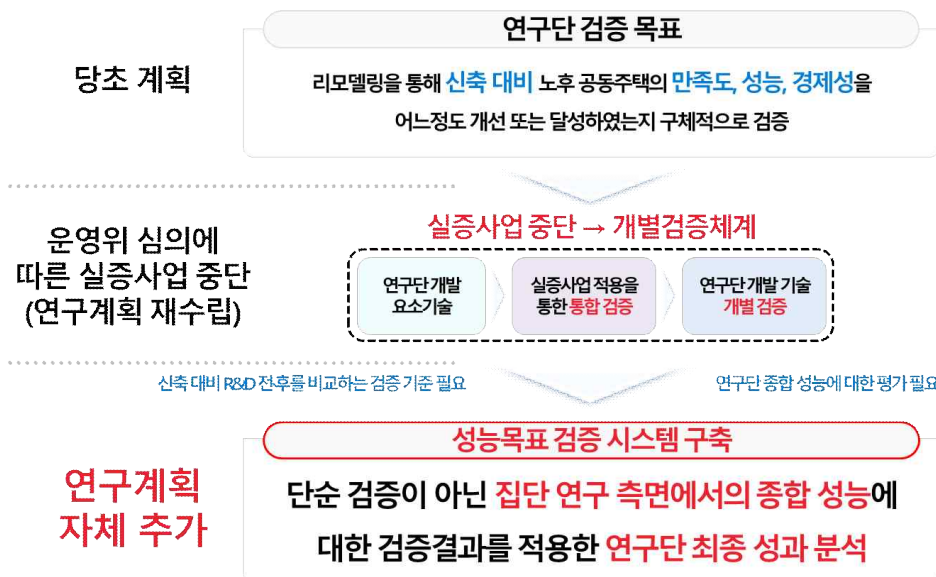 연구단 검증 목표
당초 계획
리모델링을 통해 신축 대비 노후 공동주택의 만족도, 성능, 경제성을
어느정도 개선 또는 달성하였는지 구체적으로 검증
운영위 심의에
따른 실증사업 중단
(연구계획 재수립)
실증사업 중단 → 개별검증체계
연구단 개발
요소기술
실증사업 적용을
통한 통합 검증
연구단 개발 기술
개별 검증
신축 대비 R&D 전·후를 비교하는 검증 기준 필요
연구단 종합 성능에 대한 평가 필요
성능목표 검증 시스템 구축
연구계획
자체 추가
단순 검증이 아닌 집단 연구 측면에서의 종합 성능에
대한 검증결과를 적용한 연구단 최종 성과 분석